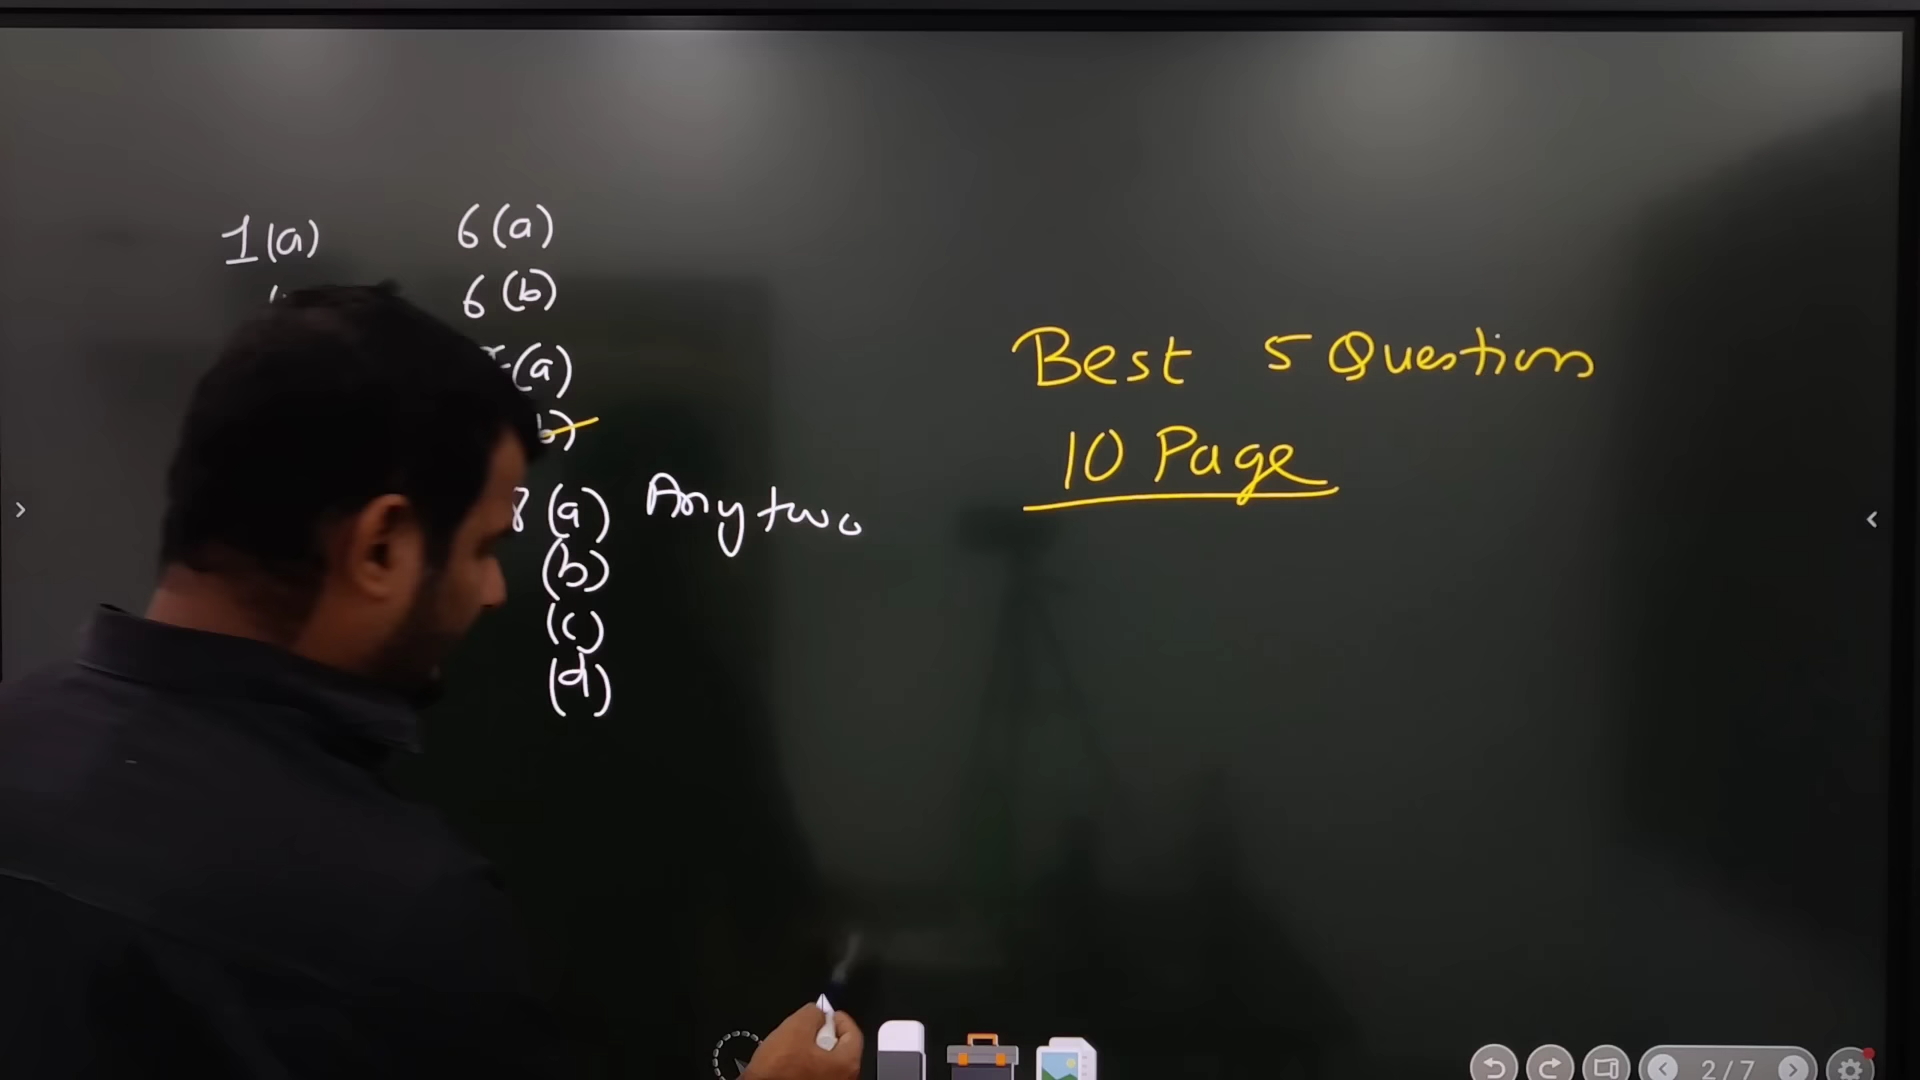 1(a)
6(a)
6(b)
(a)
b)
8(a) Any two
(b)
(c)
(d)
Best 5 Questions
10 Page
2/7